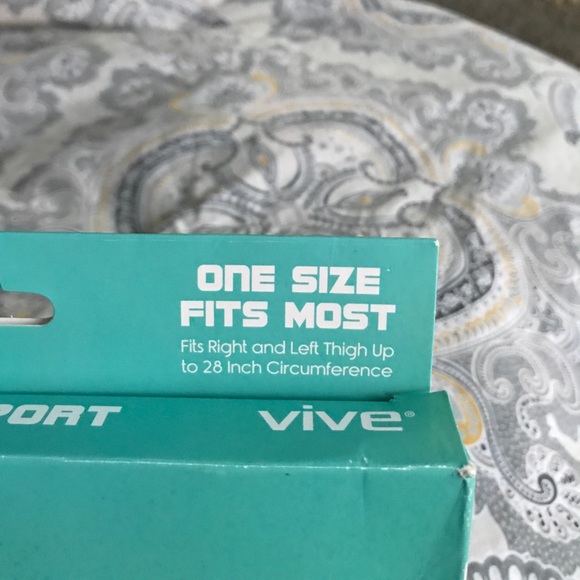 ONE SIZE
FITS MOST
Fits Right and Left Thigh Up
to 28 Inch Circumference
PORT
vive®